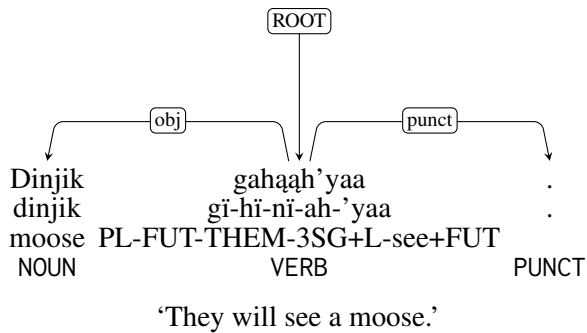 ROOT
obj punct
Dinjik gahąąh’yaa .
dinjik gï-hï-nï-ah-’yaa .
moose PL-FUT-THEM-3SG+L-see+FUT
NOUN VERB PUNCT
‘They will see a moose.’